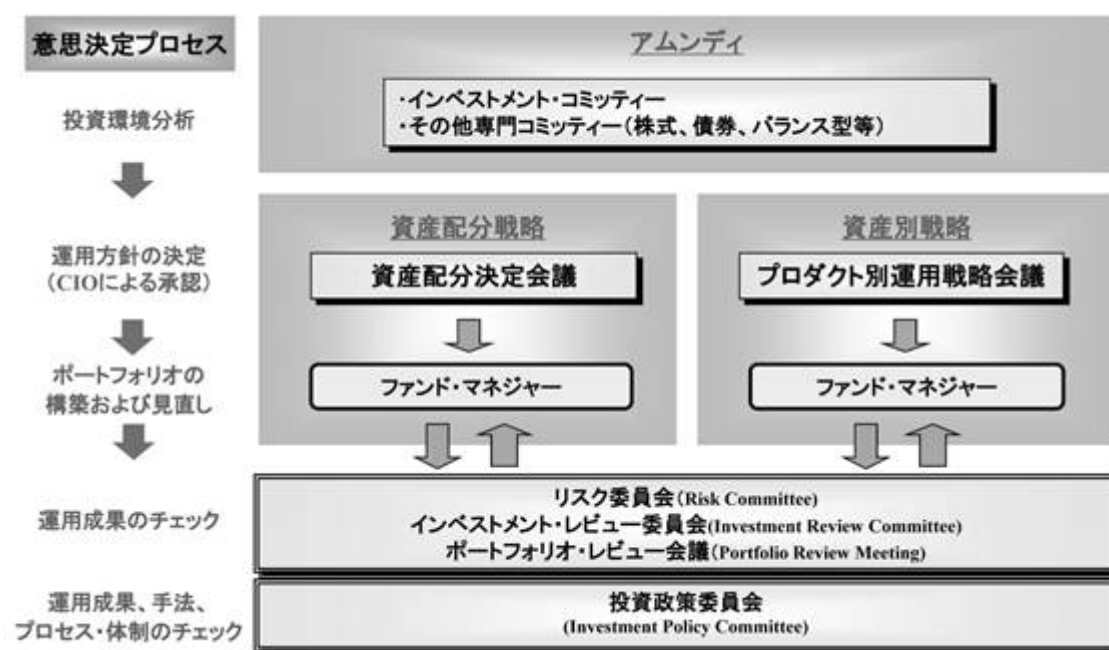 意思決定プロセス
アムンディ
・インベストメント・コミッティー
・その他専門コミッティー(株式、債券、バランス型等)
投資環境分析
資産配分戦略
資産別戦略
運用方針の決定
(CIOによる承認)
資産配分決定会議
プロダクト別運用戦略会議
ポートフォリオの
構築および見直し
ファンド・マネジャー
ファンド・マネジャー
運用成果のチェック
リスク委員会(Risk Committee)
インベストメント・レビュー委員会(Investment Review Committee)
ポートフォリオ・レビュー会議(Portfolio Review Meeting)
運用成果、手法、
プロセス・体制のチェック
投資政策委員会
(Investment Policy Committee)